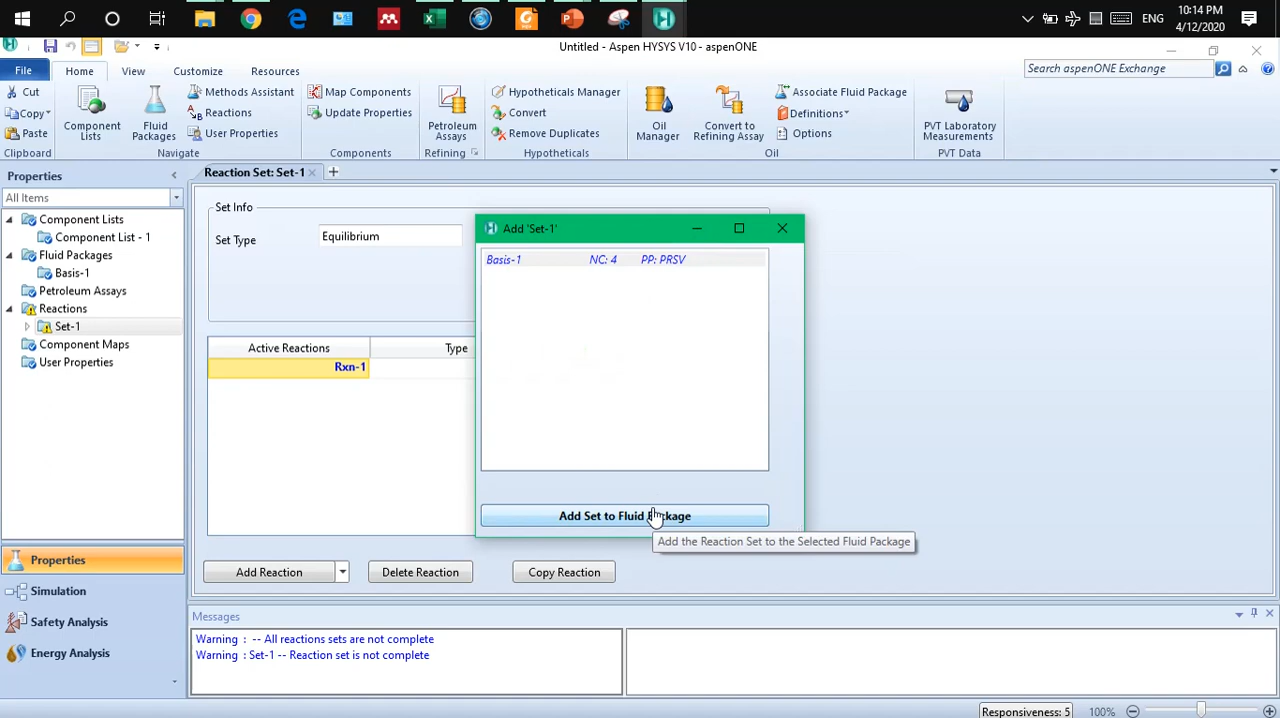 10:14 PM
ENG
4/12/2020
Untitled - Aspen HYSYS V10 - aspenONE
File
Home
View
Customize
Resources
Search aspenONE Exchange
Cut
Copy
Paste
Clipboard
Component
Lists
Fluid
Packages
Methods Assistant
Reactions
User Properties
Navigate
Map Components
Update Properties
Components
Petroleum
Assays
Refining
Hypotheticals Manager
Convert
Remove Duplicates
Hypotheticals
Oil
Manager
Convert to
Refining Assay
Associate Fluid Package
Definitions
Options
Oil
PVT Laboratory
Measurements
PVT Data
Properties
All Items
Component Lists
Component List - 1
Fluid Packages
Basis-1
Petroleum Assays
Reactions
Set-1
Component Maps
User Properties
Properties
Simulation
Safety Analysis
Energy Analysis
Reaction Set: Set-1
Set Info
Set Type
Equilibrium
Active Reactions
Type
Rxn-1
Add Reaction
Delete Reaction
Copy Reaction
Add 'Set-1'
Basis-1 NC: 4 PP: PRSV
Add Set to Fluid Package
Add the Reaction Set to the Selected Fluid Package
Messages
Warning : -- All reactions sets are not complete
Warning : Set-1 -- Reaction set is not complete
Responsiveness: 5
100%